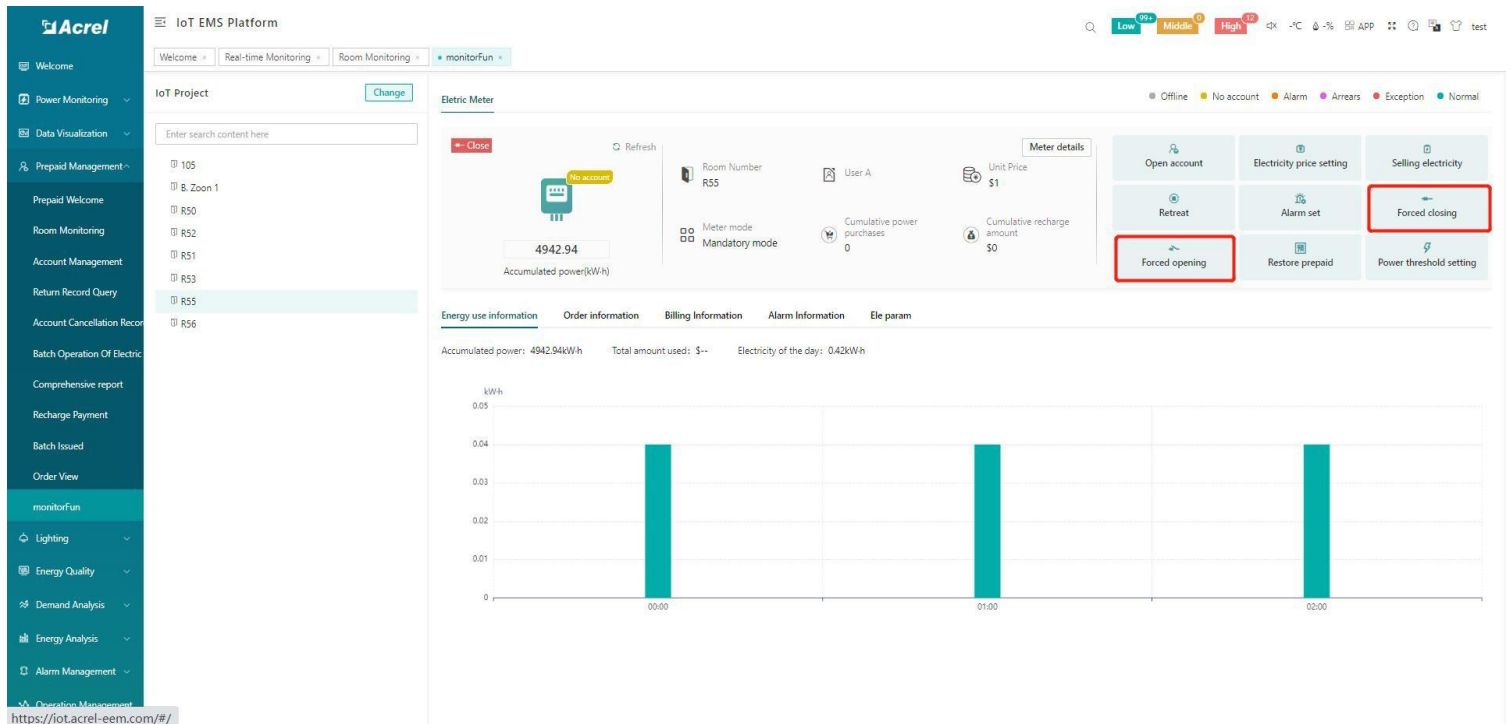 Acrel
IoT EMS Platform
Low 99+ Middle 0 High 12 -℃ -% APP test
Welcome × Real-time Monitoring × Room Monitoring × monitorFun ×
Welcome
Power Monitoring
Data Visualization
Prepaid Management
Prepaid Welcome
Room Monitoring
Account Management
Return Record Query
Account Cancellation Recor
Batch Operation Of Electric
Comprehensive report
Recharge Payment
Batch Issued
Order View
monitorFun
Lighting
Energy Quality
Demand Analysis
Energy Analysis
Alarm Management
Operation Management
https://iot.acrel-eem.com/#/
IoT Project Change
Enter search content here
105
B. Zoon 1
R50
R52
R51
R53
R55
R56
Eletric Meter
Offline No account Alarm Arrears Exception Normal
Close Refresh
No account
4942.94
Accumulated power(kW·h)
Meter details
Room Number
R55
User A
Unit Price
$1
Meter mode
Mandatory mode
Cumulative power
purchases
0
Cumulative recharge
amount
$0
Open account Electricity price setting Selling electricity
Retreat Alarm set Forced closing
Forced opening Restore prepaid Power threshold setting
Energy use information Order information Billing Information Alarm Information Ele param
Accumulated power: 4942.94kW·h Total amount used: $-- Electricity of the day: 0.42kW·h
kW·h
0.05
0.04
0.03
0.02
0.01
0
00:00 01:00 02:00